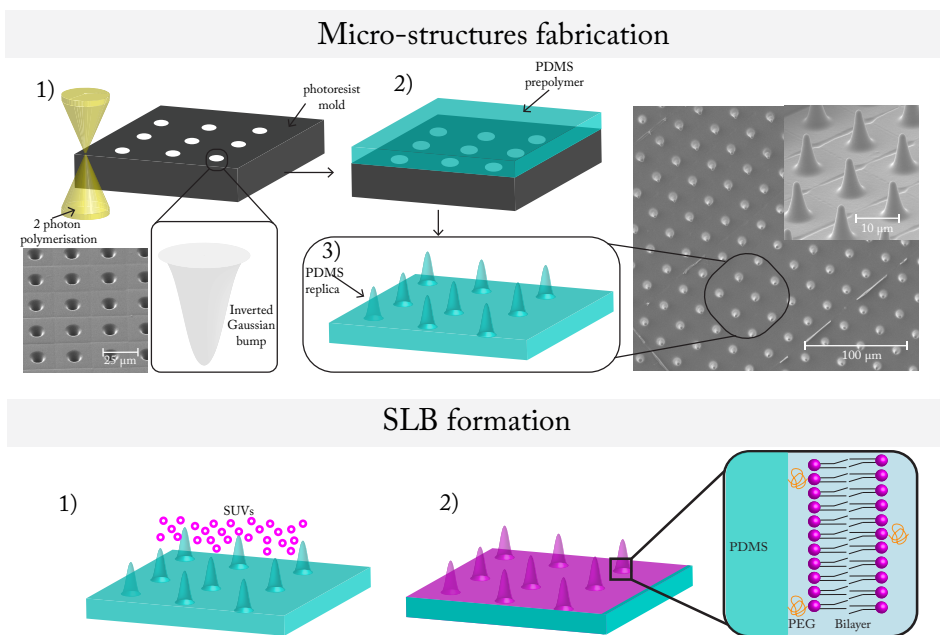 Micro-structures fabrication
1)
photoresist
mold
2 photon
polymerisation
25 μm
Inverted
Gaussian
bump
2)
PDMS
prepolymer
3)
PDMS
replica
10 μm
100 μm
SLB formation
1)
SUVs
2)
PDMS
PEG
Bilayer